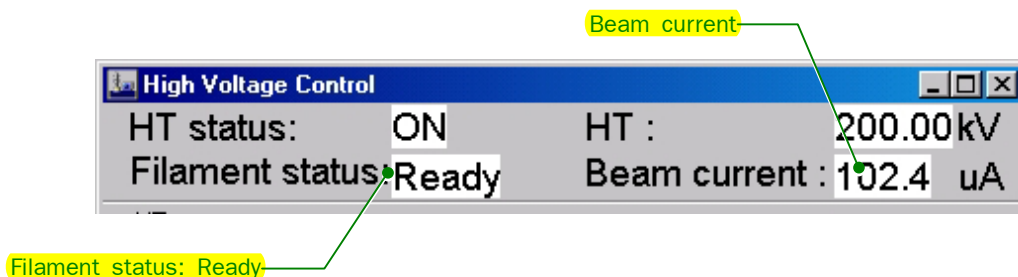 Beam current
High Voltage Control
HT status: ON HT : 200.00 kV
Filament status: Ready Beam current : 102.4 uA
Filament status: Ready